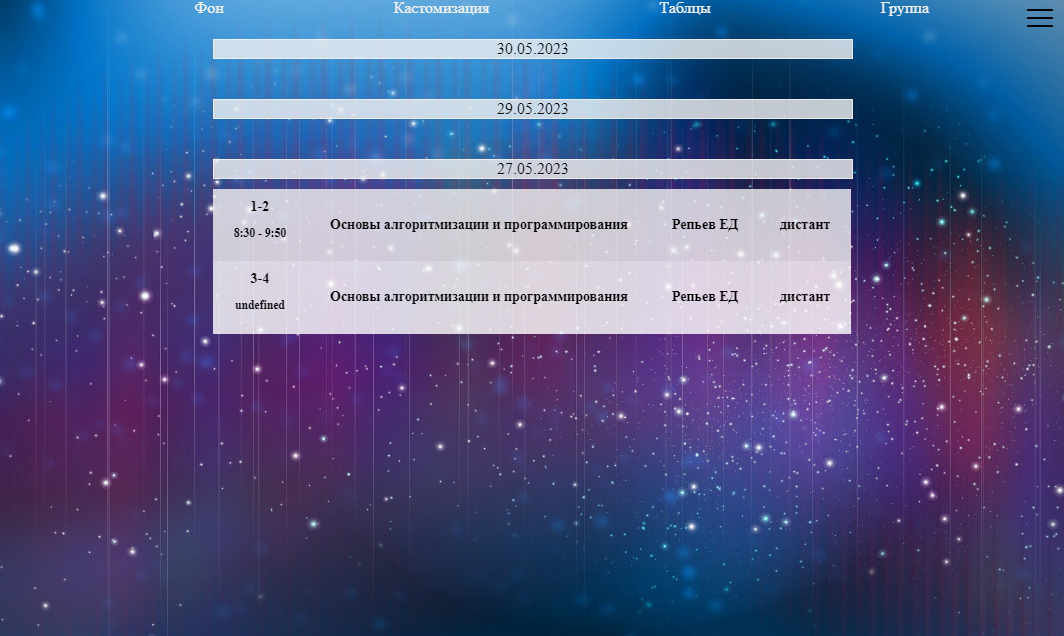 Фон Кастомизация Таблцы Группа
30.05.2023
29.05.2023
27.05.2023
1-2
8:30 - 9:50 Основы алгоритмизации и программирования Репьев ЕД дистант
3-4
undefined Основы алгоритмизации и программирования Репьев ЕД дистант